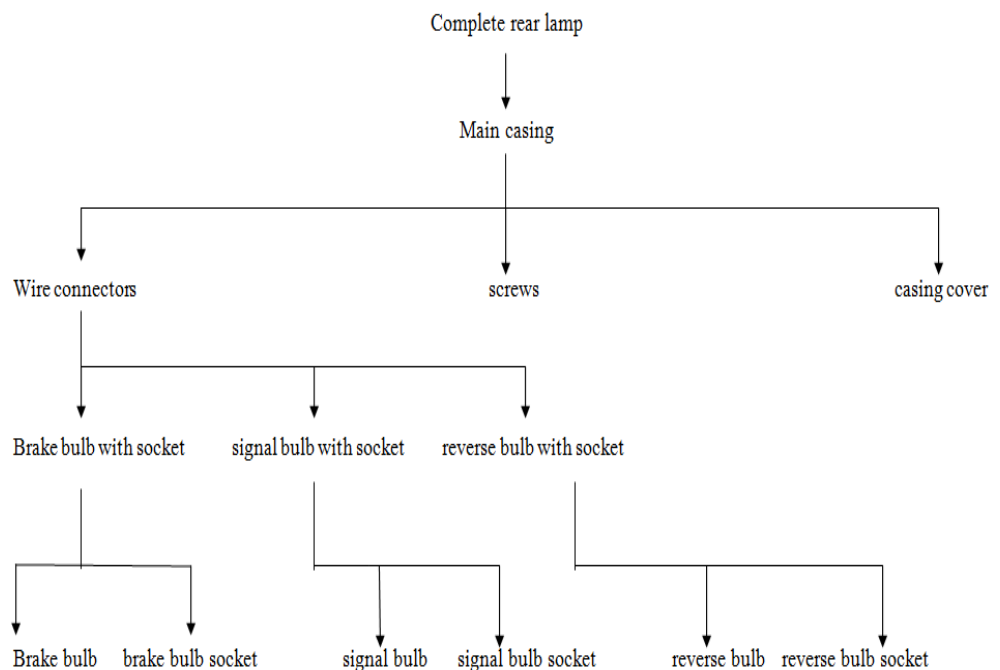 Complete rear lamp
Main casing
Wire connectors screws casing cover
Brake bulb with socket signal bulb with socket reverse bulb with socket
Brake bulb brake bulb socket signal bulb signal bulb socket reverse bulb reverse bulb socket